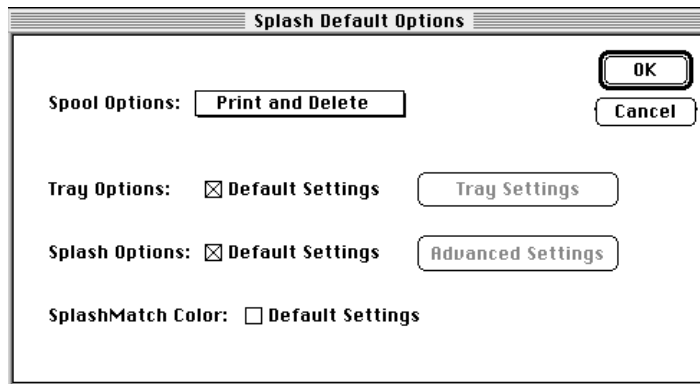 Splash Default Options
OK
Spool Options: Print and Delete
Cancel
Tray Options: Default Settings Tray Settings
Splash Options: Default Settings Advanced Settings
SplashMatch Color: Default Settings